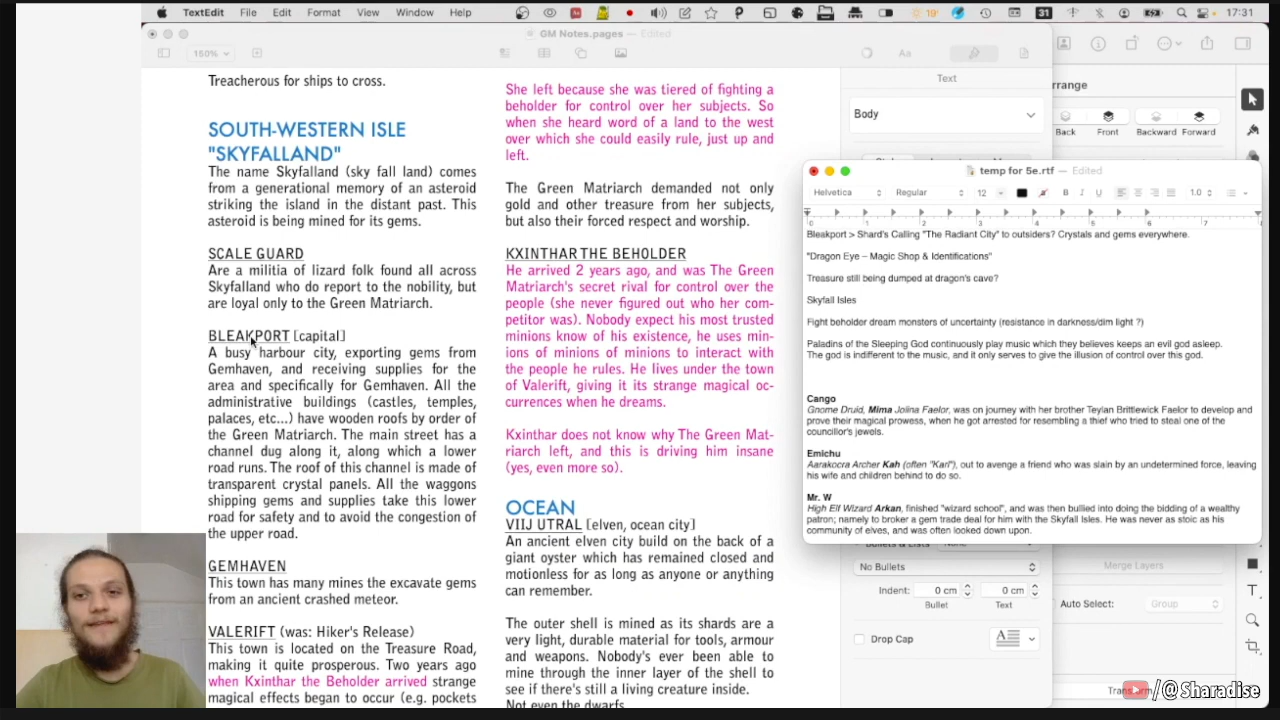 TextEdit File Edit Format View Window Help
19° 31 17:31
GM Notes.pages — Edited
150%
Aa
Treacherous for ships to cross.
SOUTH-WESTERN ISLE
"SKYFALLAND"
The name Skyfalland (sky fall land) comes
from a generational memory of an asteroid
striking the island in the distant past. This
asteroid is being mined for its gems.
SCALE GUARD
Are a militia of lizard folk found all across
Skyfalland who do report to the nobility, but
are loyal only to the Green Matriarch.
BLEAKPORT [capital]
A busy harbour city, exporting gems from
Gemhaven, and receiving supplies for the
area and specifically for Gemhaven. All the
administrative buildings (castles, temples,
palaces, etc...) have wooden roofs by order of
the Green Matriarch. The main street has a
channel dug along it, along which a lower
road runs. The roof of this channel is made of
transparent crystal panels. All the waggons
shipping gems and supplies take this lower
road for safety and to avoid the congestion of
the upper road.
GEMHAVEN
This town has many mines the excavate gems
from an ancient crashed meteor.
VALERIFT (was: Hiker's Release)
This town is located on the Treasure Road,
making it quite prosperous. Two years ago
when Kxinthar the Beholder arrived strange
magical effects began to occur (e.g. pockets
She left because she was tired of fighting a
beholder for control over her subjects. So
when she heard word of a land to the west
over which she could easily rule, just up and
left.
The Green Matriarch demanded not only
gold and other treasure from her subjects,
but also their forced respect and worship.
KXINTHAR THE BEHOLDER
He arrived 2 years ago, and was The Green
Matriarch's secret rival for control over the
people (she never figured out who her com-
petitor was). Nobody expect his most trusted
minions know of his existence, he uses min-
ions of minions of minions to interact with
the people he rules. He lives under the town
of Valerift, giving it its strange magical oc-
currences when he dreams.
Kxinthar does not know why The Green Mat-
riarch left, and this is driving him insane
(yes, even more so).
OCEAN
VIIJ UTRAL [elven, ocean city]
An ancient elven city build on the back of a
giant oyster which has remained closed and
motionless for as long as anyone or anything
can remember.
The outer shell is mined as its shards are a
very light, durable material for tools, armour
and weapons. Nobody's ever been able to
mine through the inner layer of the shell to
see if there's still a living creature inside.
Not even the dwarfs.
Text
Body
rrange
Back Front Backward Forward
temp for 5e.rtf — Edited
Helvetica Regular 12 B I U 1.0
0 1 2 3 4 5 6 7
Bleakport > Shard's Calling "The Radiant City" to outsiders? Crystals and gems everywhere.
"Dragon Eye – Magic Shop & Identifications"
Treasure still being dumped at dragon's cave?
Skyfall Isles
Fight beholder dream monsters of uncertainty (resistance in darkness/dim light ?)
Paladins of the Sleeping God continuously play music which they believes keeps an evil god asleep.
The god is indifferent to the music, and it only serves to give the illusion of control over this god.
Cango
Gnome Druid, Mima Jolina Faelor, was on journey with her brother Teylan Brittlewick Faelor to develop and
prove their magical prowess, when he got arrested for resembling a thief who tried to steal one of the
councillor's jewels.
Emichu
Aarakocra Archer Kah (often "Karl"), out to avenge a friend who was slain by an undetermined force, leaving
his wife and children behind to do so.
Mr. W
High Elf Wizard Arkan, finished "wizard school", and was then bullied into doing the bidding of a wealthy
patron; namely to broker a gem trade deal for him with the Skyfall Isles. He was never as stoic as his
community of elves, and was often looked down upon.
No Bullets
Indent: 0 cm 0 cm
Bullet Text
Drop Cap
Merge Layers
Auto Select: Group
/@Sharadise